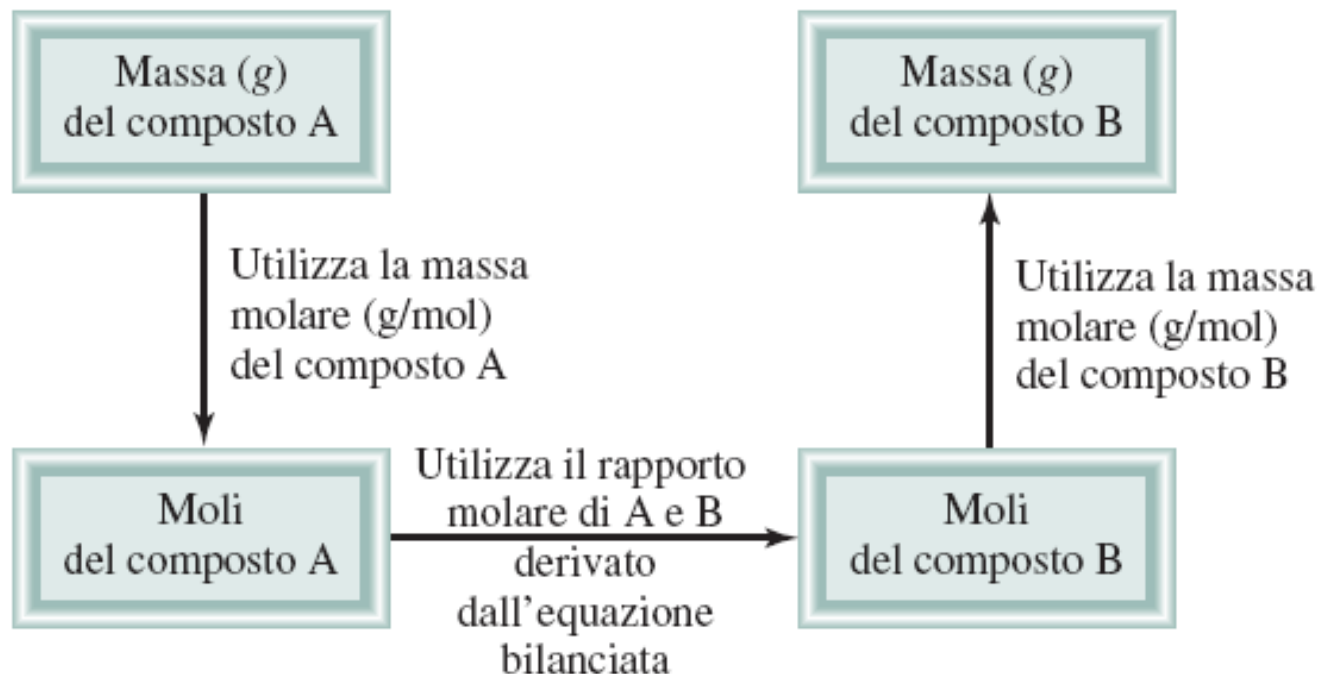 Massa (g)
del composto A
Massa (g)
del composto B
Utilizza la massa
molare (g/mol)
del composto A
Utilizza la massa
molare (g/mol)
del composto B
Moli
del composto A
Utilizza il rapporto
molare di A e B
derivato
dall'equazione
bilanciata
Moli
del composto B